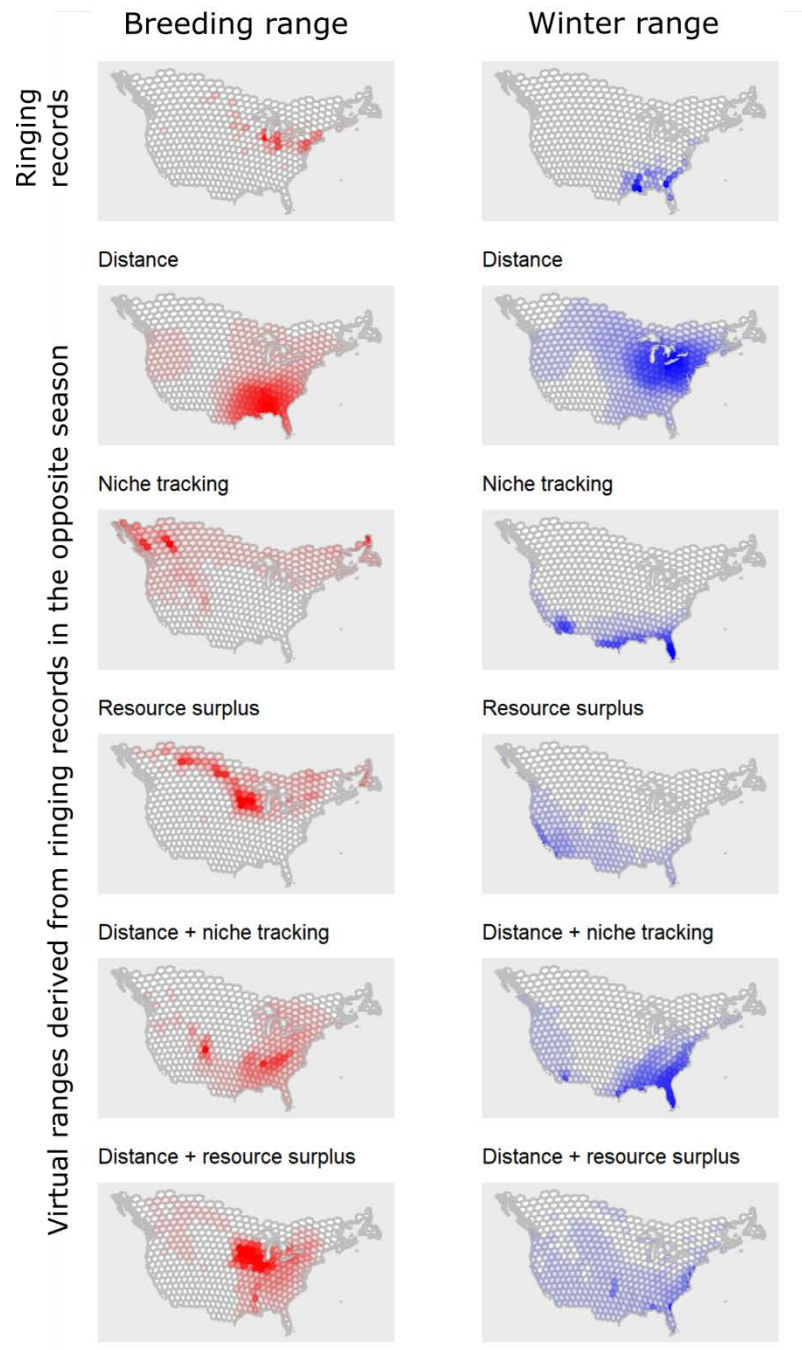 Breeding range
Winter range
Ringing
records
Virtual ranges derived from ringing records in the opposite season
Distance
Distance
Niche tracking
Niche tracking
Resource surplus
Resource surplus
Distance + niche tracking
Distance + niche tracking
Distance + resource surplus
Distance + resource surplus